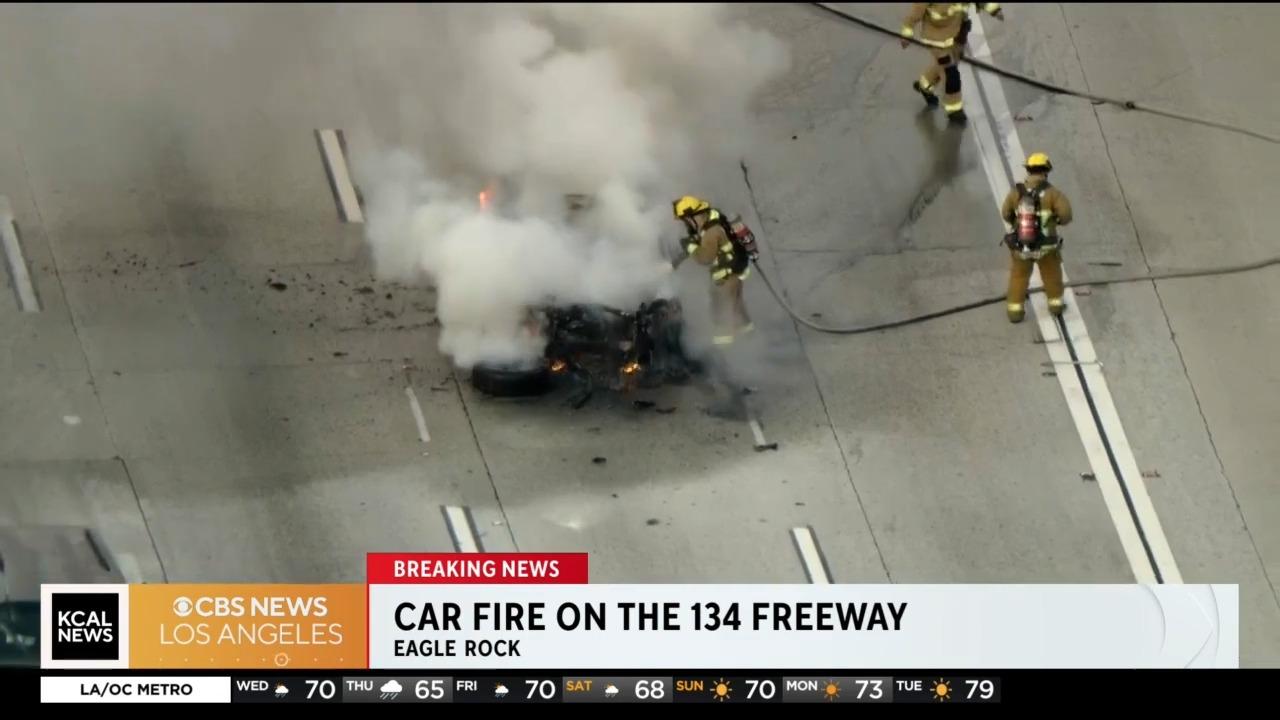 BREAKING NEWS
KCAL
NEWS
CBS NEWS
LOS ANGELES
CAR FIRE ON THE 134 FREEWAY
EAGLE ROCK
LA/OC METRO WED 70 THU 65 FRI 70 SAT 68 SUN 70 MON 73 TUE 79